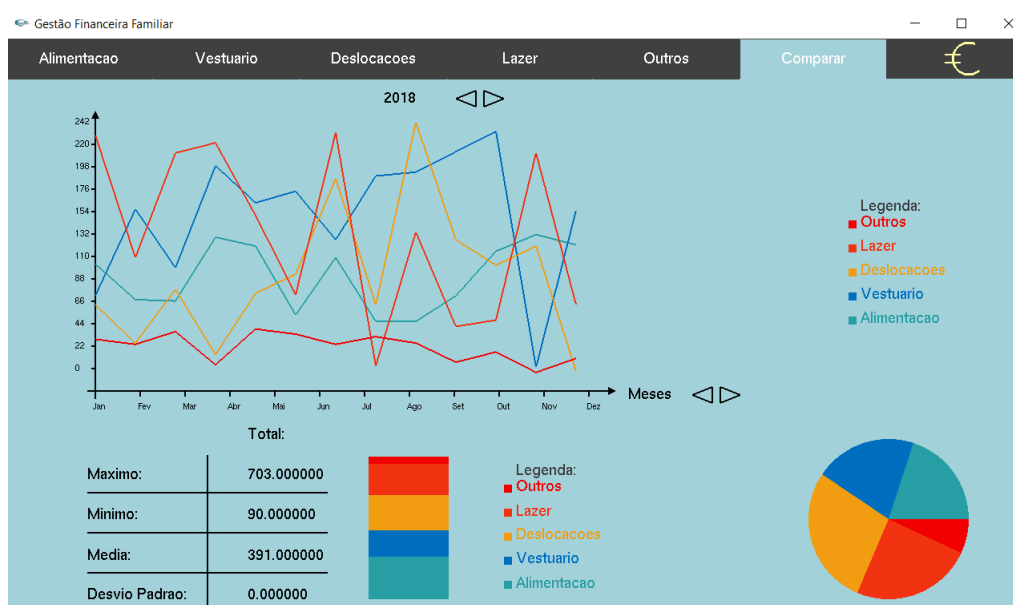 Gestão Financeira Familiar
Alimentacao Vestuario Deslocacoes Lazer Outros Comparar €
2018
242
220
198
176
154
132
110
88
66
44
22
0
Jan Fev Mar Abr Mai Jun Jul Ago Set Out Nov Dez
Meses
Legenda:
Outros
Lazer
Deslocacoes
Vestuario
Alimentacao
Total:
Maximo: 703.000000
Minimo: 90.000000
Media: 391.000000
Desvio Padrao: 0.000000
Legenda:
Outros
Lazer
Deslocacoes
Vestuario
Alimentacao